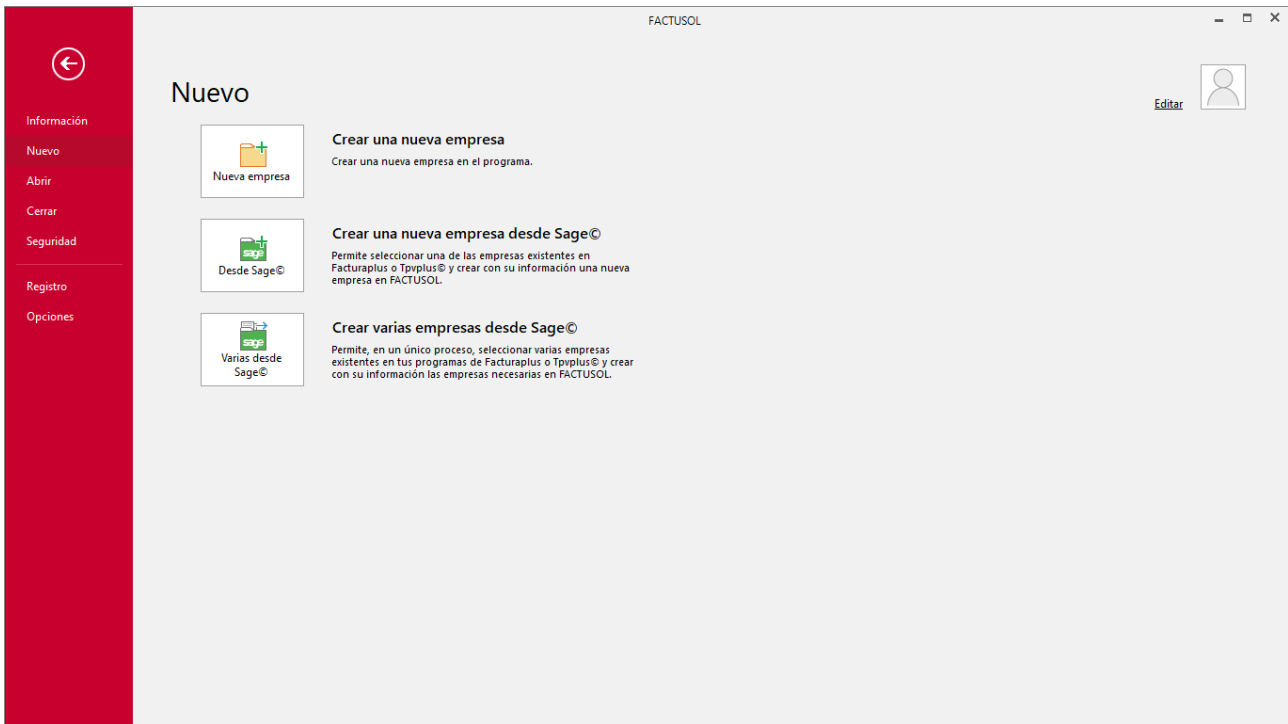 FACTUSOL
Nuevo
Editar
Información
Nuevo
Abrir
Cerrar
Seguridad
Registro
Opciones
Nueva empresa
Crear una nueva empresa
Crear una nueva empresa en el programa.
sage
Desde Sage©
Crear una nueva empresa desde Sage©
Permite seleccionar una de las empresas existentes en
Facturaplus o Tpvplus© y crear con su información una nueva
empresa en FACTUSOL.
sage
Varias desde
Sage©
Crear varias empresas desde Sage©
Permite, en un único proceso, seleccionar varias empresas
existentes en tus programas de Facturaplus o Tpvplus© y crear
con su información las empresas necesarias en FACTUSOL.